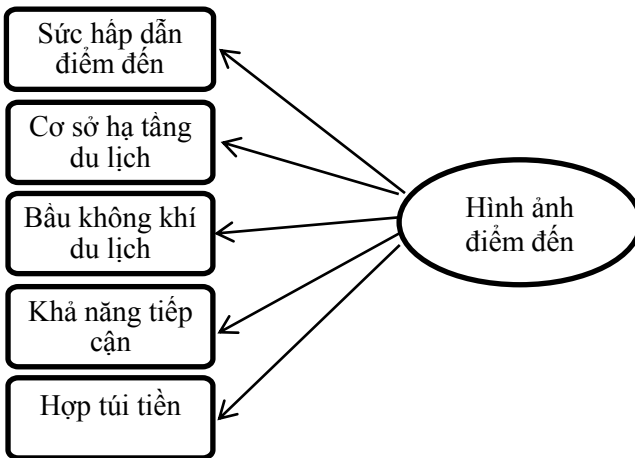 Sức hấp dẫn
điểm đến
Cơ sở hạ tầng
du lịch
Bầu không khí
du lịch
Khả năng tiếp
cận
Hợp túi tiền
Hình ảnh
điểm đến